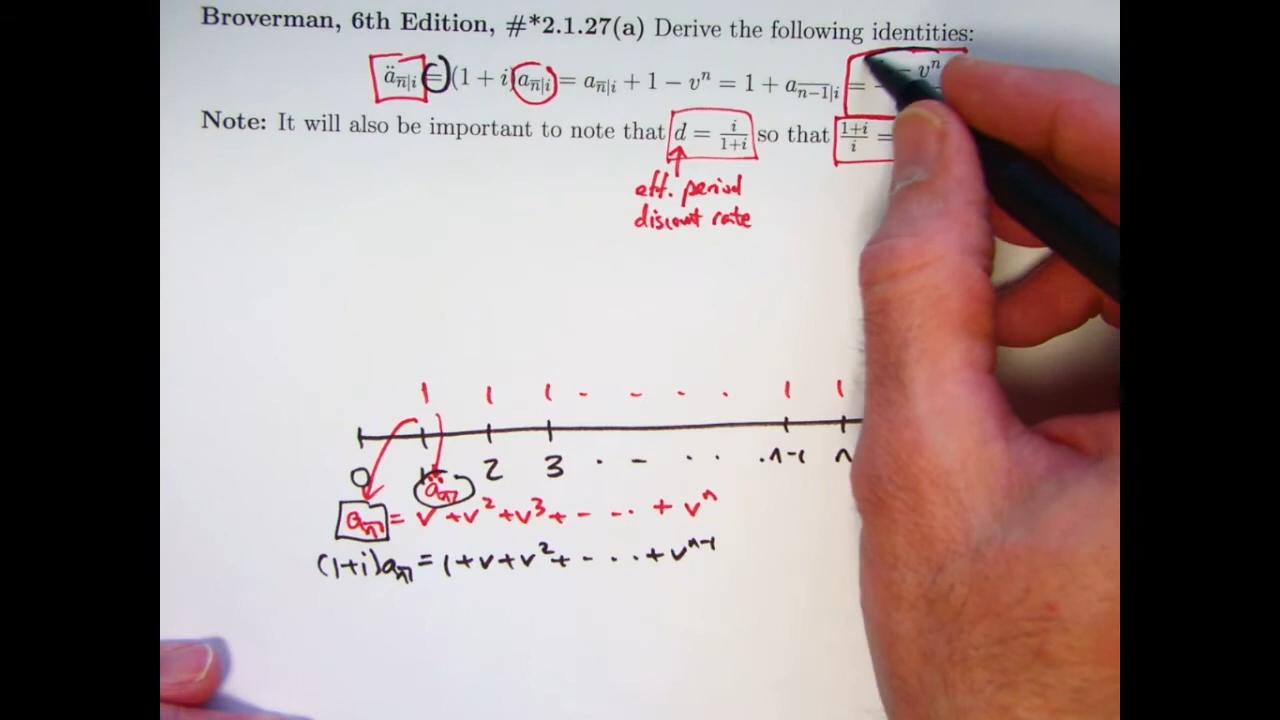 Broverman, 6th Edition, #*2.1.27(a) Derive the following identities:
ä_{n̅|i} = (1 + i)a_{n̅|i} = a_{n̅|i} + 1 − v^n = 1 + a_{\overline{n−1}|i} = − v^n
Note: It will also be important to note that d = i/(1+i) so that (1+i)/i =
eff. period
discount rate
1 1 1 - - . . 1 1
0 1 2 3 . - . . . n-1 n
ä_{n̅|}
a_{n̅|} = v + v^2 + v^3 + - - . . + v^n
(1+i)a_{n̅|} = 1 + v + v^2 + - - . . + v^{n-1}